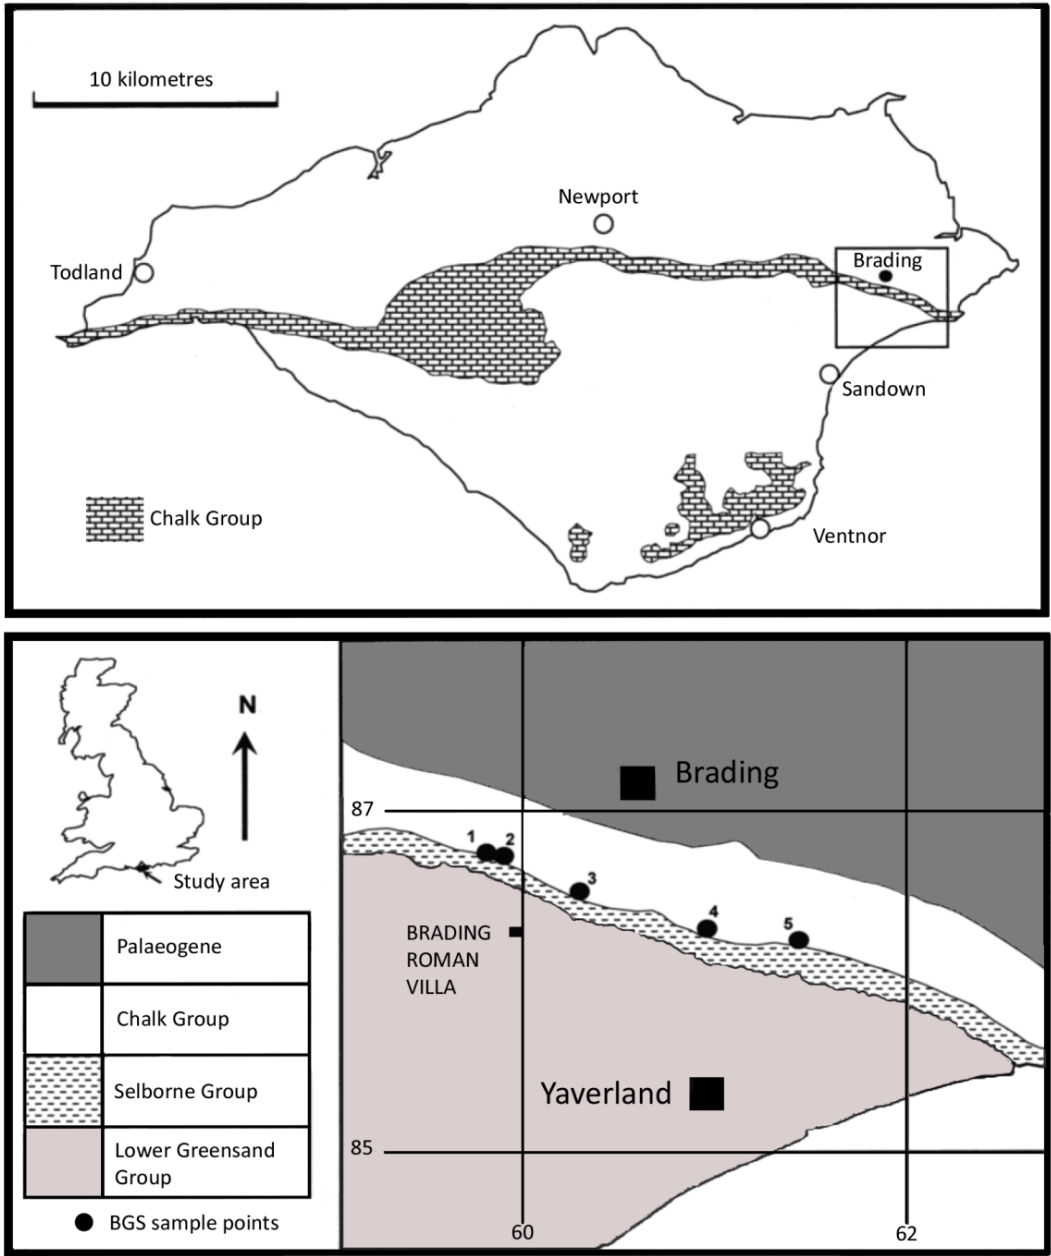 10 kilometres
Newport
Todland
Brading
Sandown
Chalk Group
Ventnor
N
Study area
Palaeogene
Chalk Group
Selborne Group
Lower Greensand
Group
BGS sample points
Brading
87
1
2
3
4
5
BRADING
ROMAN
VILLA
Yaverland
85
60
62